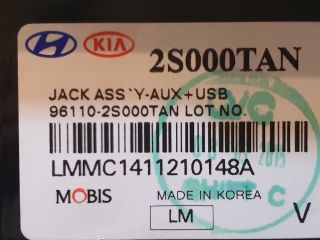 KIA 2S000TAN
JACK ASS`Y-AUX+USB
96110-2S000TAN LOT NO.
LMMC1411210148A
MOBIS MADE IN KOREA
LM V